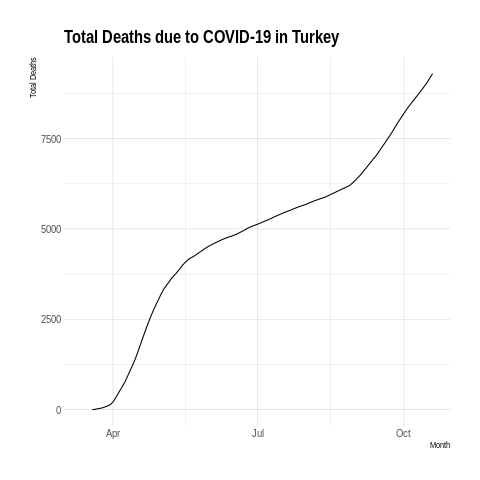 Total Deaths due to COVID-19 in Turkey
Total Deaths
7500
5000
2500
0
Apr Jul Oct
Month